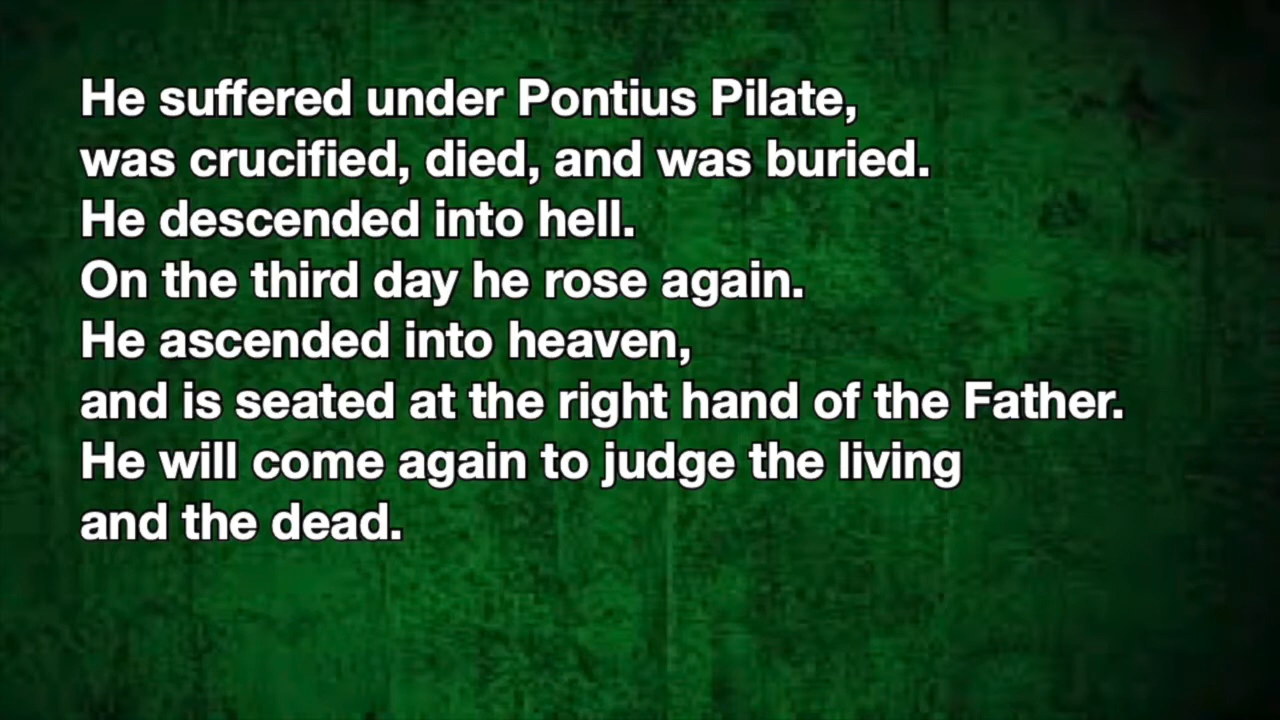 He suffered under Pontius Pilate,
was crucified, died, and was buried.
He descended into hell.
On the third day he rose again.
He ascended into heaven,
and is seated at the right hand of the Father.
He will come again to judge the living
and the dead.